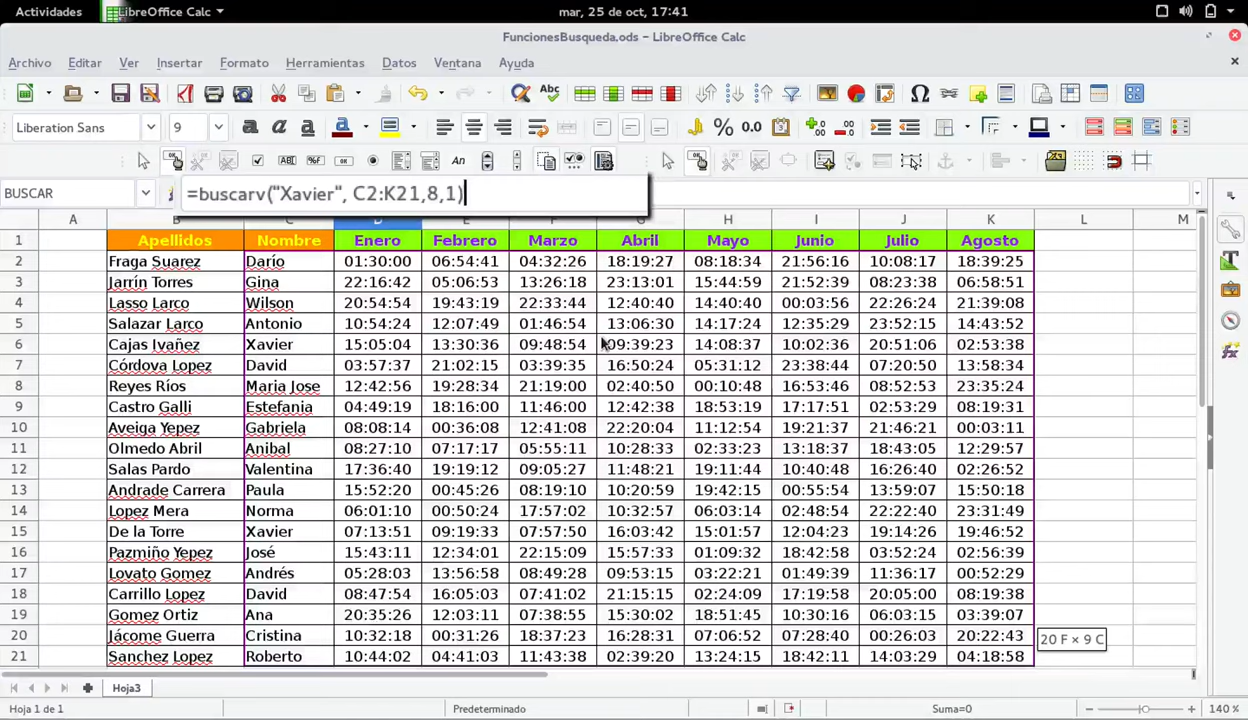 Actividades LibreOffice Calc mar, 25 de oct, 17:41
FuncionesBusqueda.ods — LibreOffice Calc
Archivo Editar Ver Insertar Formato Herramientas Datos Ventana Ayuda
Liberation Sans 9
BUSCAR =buscarv("Xavier", C2:K21,8,1)
A B C D E F G H I J K L M
1 Apellidos Nombre Enero Febrero Marzo Abril Mayo Junio Julio Agosto
2 Fraga Suarez Darío 01:30:00 06:54:41 04:32:26 18:19:27 08:18:34 21:56:16 10:08:17 18:39:25
3 Jarrín Torres Gina 22:16:42 05:06:53 13:26:18 23:13:01 15:44:59 21:52:39 08:23:38 06:58:51
4 Lasso Larco Wilson 20:54:54 19:43:19 22:33:44 12:40:40 14:40:40 00:03:56 22:26:24 21:39:08
5 Salazar Larco Antonio 10:54:24 12:07:49 01:46:54 13:06:30 14:17:24 12:35:29 23:52:15 14:43:52
6 Cajas Ivañez Xavier 15:05:04 13:30:36 09:48:54 09:39:23 14:08:37 10:02:36 20:51:06 02:53:38
7 Córdova Lopez David 03:57:37 21:02:15 03:39:35 16:50:24 05:31:12 23:38:44 07:20:50 13:58:34
8 Reyes Ríos Maria Jose 12:42:56 19:28:34 21:19:00 02:40:50 00:10:48 16:53:46 08:52:53 23:35:24
9 Castro Galli Estefania 04:49:19 18:16:00 11:46:00 12:42:38 18:53:19 17:17:51 02:53:29 08:19:31
10 Aveiga Yepez Gabriela 08:08:14 00:36:08 12:41:08 22:20:04 11:12:54 19:21:37 21:46:21 00:03:11
11 Olmedo Abril Anibal 08:27:10 07:17:17 05:55:11 10:28:33 02:33:23 13:18:37 18:43:05 12:29:57
12 Salas Pardo Valentina 17:36:40 19:19:12 09:05:27 11:48:21 19:11:44 10:40:48 16:26:40 02:26:52
13 Andrade Carrera Paula 15:52:20 00:45:26 08:19:10 10:20:59 19:42:15 00:55:54 13:59:07 15:50:18
14 Lopez Mera Norma 06:01:10 00:50:24 17:57:02 10:32:57 06:03:14 02:48:54 22:22:40 23:31:49
15 De la Torre Xavier 07:13:51 09:19:33 07:57:50 16:03:42 15:01:57 12:04:23 19:14:26 19:46:52
16 Pazmiño Yepez José 15:43:11 12:34:01 22:15:09 15:57:33 01:09:32 18:42:58 03:52:24 02:56:39
17 Lovato Gomez Andrés 05:28:03 13:56:58 08:49:28 09:53:15 03:22:21 01:49:39 11:36:17 00:52:29
18 Carrillo Lopez David 08:47:54 16:05:03 07:41:02 21:15:15 02:24:09 17:19:58 20:05:00 08:19:38
19 Gomez Ortiz Ana 20:35:26 12:03:11 07:38:55 15:30:02 18:51:45 10:30:16 06:03:15 03:39:07
20 Jácome Guerra Cristina 10:32:18 00:31:26 18:37:23 16:28:31 07:06:52 07:27:04 00:26:03 20:22:43 20 F × 9 C
21 Sanchez Lopez Roberto 10:44:02 04:41:03 11:43:38 02:39:20 13:24:15 18:42:11 14:03:29 04:18:58
Hoja3
Hoja 1 de 1 Predeterminado Suma=0 140 %